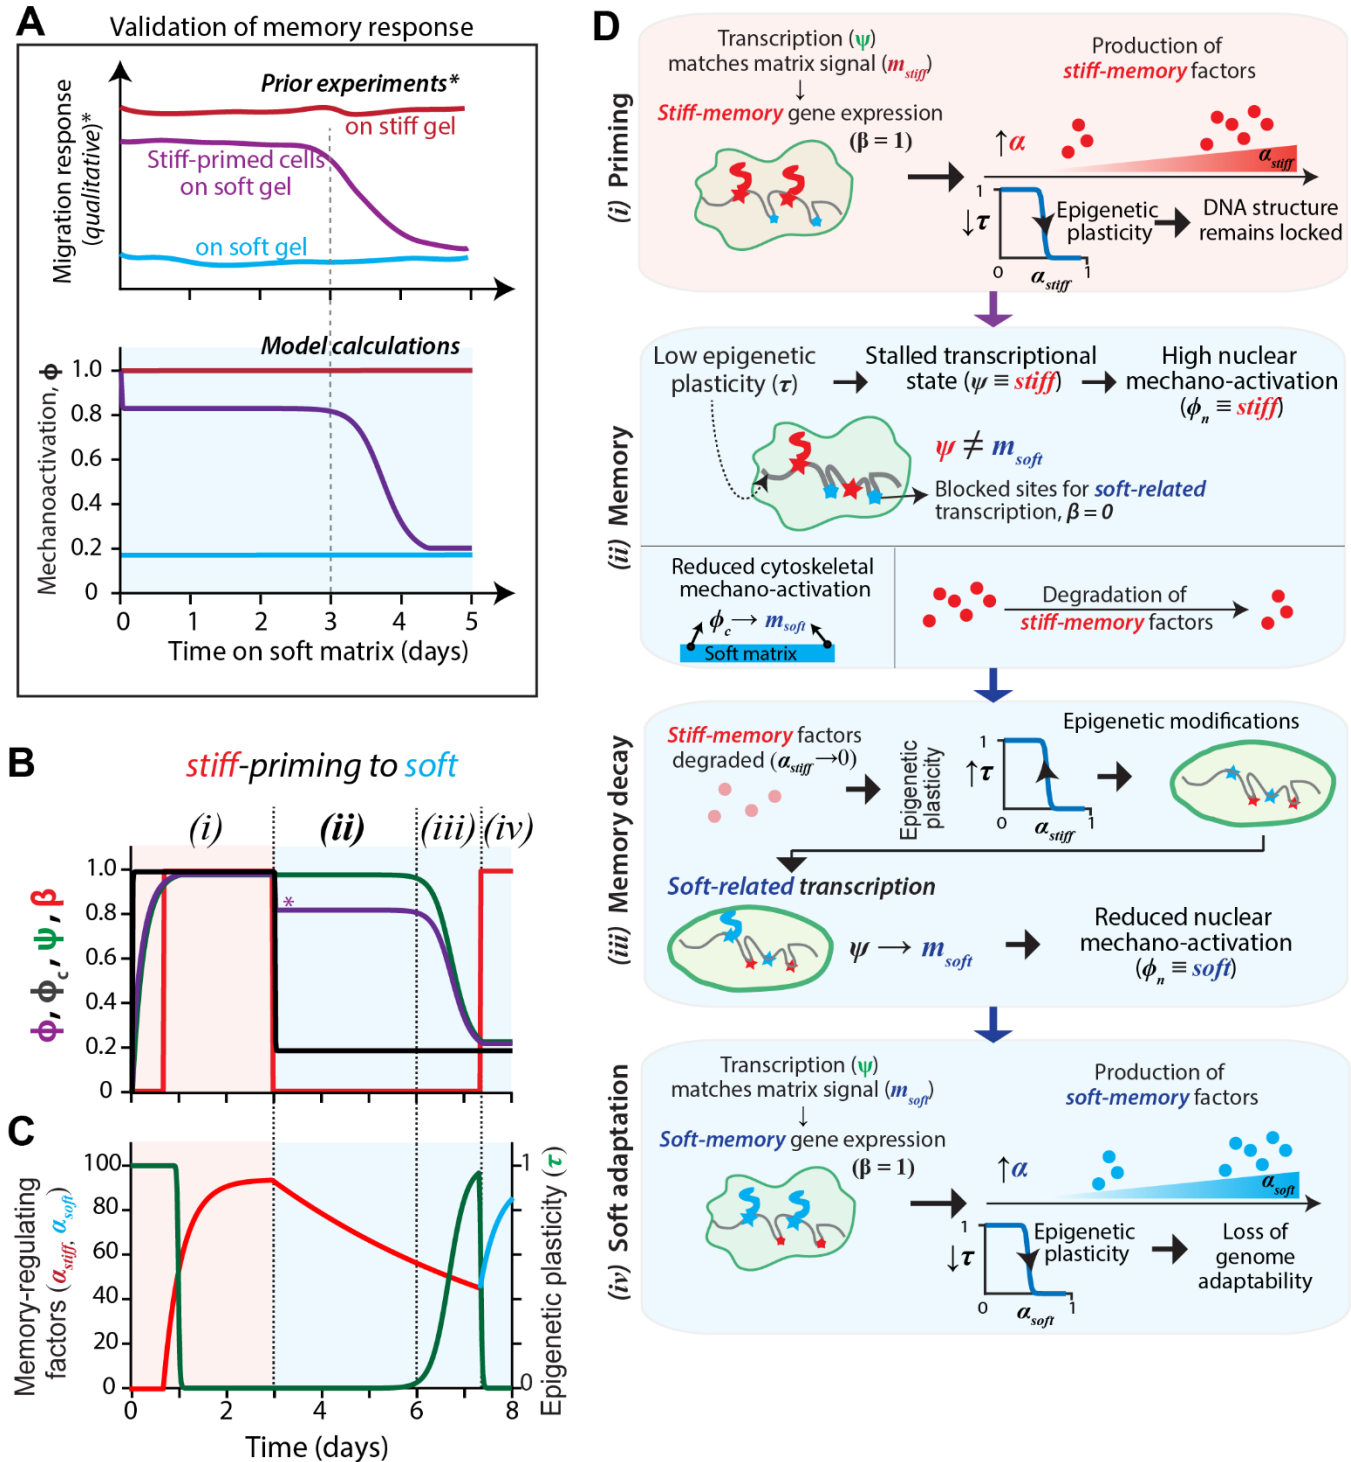 A
Validation of memory response
Prior experiments*
on stiff gel
Stiff-primed cells
on soft gel
on soft gel
Migration response
(qualitative)*
Model calculations
Mechanoactivation, ϕ
1.0
0.8
0.6
0.4
0.2
0
0 1 2 3 4 5
Time on soft matrix (days)
B
stiff-priming to soft
(i) (ii) (iii) (iv)
ϕ, ϕc, ψ, β
1.0
0.8
0.6
0.4
0.2
0
*
C
Memory-regulating
factors (αstiff, αsoft)
100
80
60
40
20
0
1
0
Epigenetic plasticity (τ)
0 2 4 6 8
Time (days)
D
(i) Priming
Transcription (ψ)
matches matrix signal (mstiff)
↓
Stiff-memory gene expression
(β = 1)
Production of
stiff-memory factors
↑α
αstiff
1
↓τ
0
αstiff
1
Epigenetic
plasticity
DNA structure
remains locked
(ii) Memory
Low epigenetic
plasticity (τ)
Stalled transcriptional
state (ψ ≡ stiff)
High nuclear
mechano-activation
(ϕn ≡ stiff)
ψ ≠ msoft
Blocked sites for soft-related
transcription, β = 0
Reduced cytoskeletal
mechano-activation
ϕc → msoft
Soft matrix
Degradation of
stiff-memory factors
(iii) Memory decay
Stiff-memory factors
degraded (αstiff→0)
Epigenetic
plasticity
1
↑τ
0
αstiff
1
Epigenetic modifications
Soft-related transcription
ψ → msoft
Reduced nuclear
mechano-activation
(ϕn ≡ soft)
(iv) Soft adaptation
Transcription (ψ)
matches matrix signal (msoft)
↓
Soft-memory gene expression
(β = 1)
Production of
soft-memory factors
↑α
αsoft
1
↓τ
0
αsoft
1
Epigenetic
plasticity
Loss of
genome
adaptability